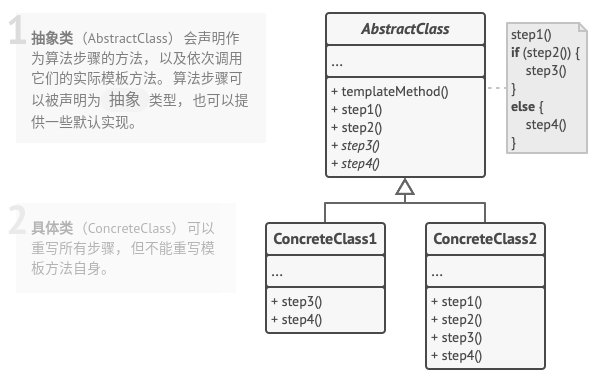 1
抽象类（AbstractClass）会声明作
为算法步骤的方法，以及依次调用
它们的实际模板方法。算法步骤可
以被声明为 抽象 类型，也可以提
供一些默认实现。
AbstractClass
...
+ templateMethod()
+ step1()
+ step2()
+ step3()
+ step4()
step1()
if (step2()) {
step3()
}
else {
step4()
}
2
具体类（ConcreteClass）可以
重写所有步骤，但不能重写模
板方法自身。
ConcreteClass1
...
+ step3()
+ step4()
ConcreteClass2
...
+ step1()
+ step2()
+ step3()
+ step4()